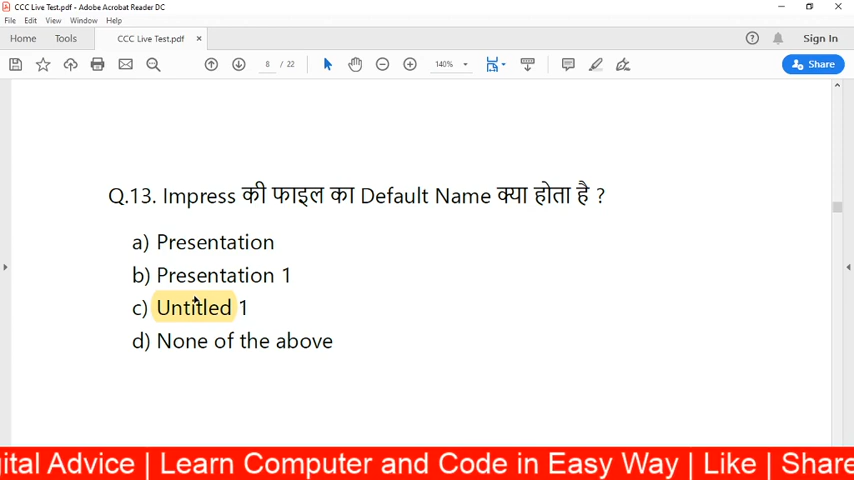 CCC Live Test.pdf - Adobe Acrobat Reader DC
File Edit View Window Help
Home Tools CCC Live Test.pdf × Sign In
8 / 22 140% Share
Q.13. Impress की फाइल का Default Name क्या होता है ?
a) Presentation
b) Presentation 1
c) Untitled 1
d) None of the above
ital Advice | Learn Computer and Code in Easy Way | Like | Share